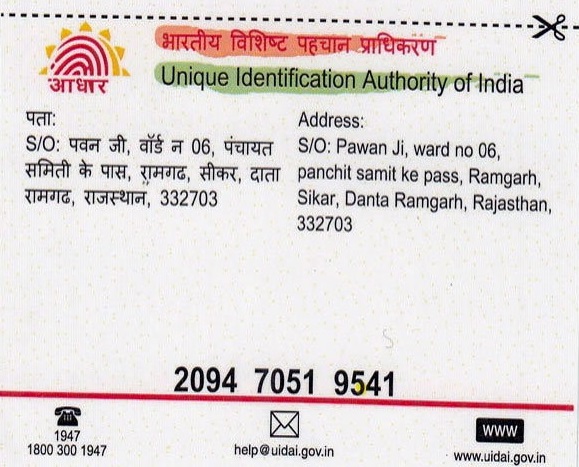 भारतीय विशिष्ट पहचान प्राधिकरण
Unique Identification Authority of India
आधार
पता:
S/O: पवन जी, वॉर्ड न 06, पंचायत
समिती के पास, रामगढ, सीकर, दाता
रामगढ, राजस्थान, 332703
Address:
S/O: Pawan Ji, ward no 06,
panchit samit ke pass, Ramgarh,
Sikar, Danta Ramgarh, Rajasthan,
332703
2094 7051 9541
1947
1800 300 1947
help@uidai.gov.in
www
www.uidai.gov.in